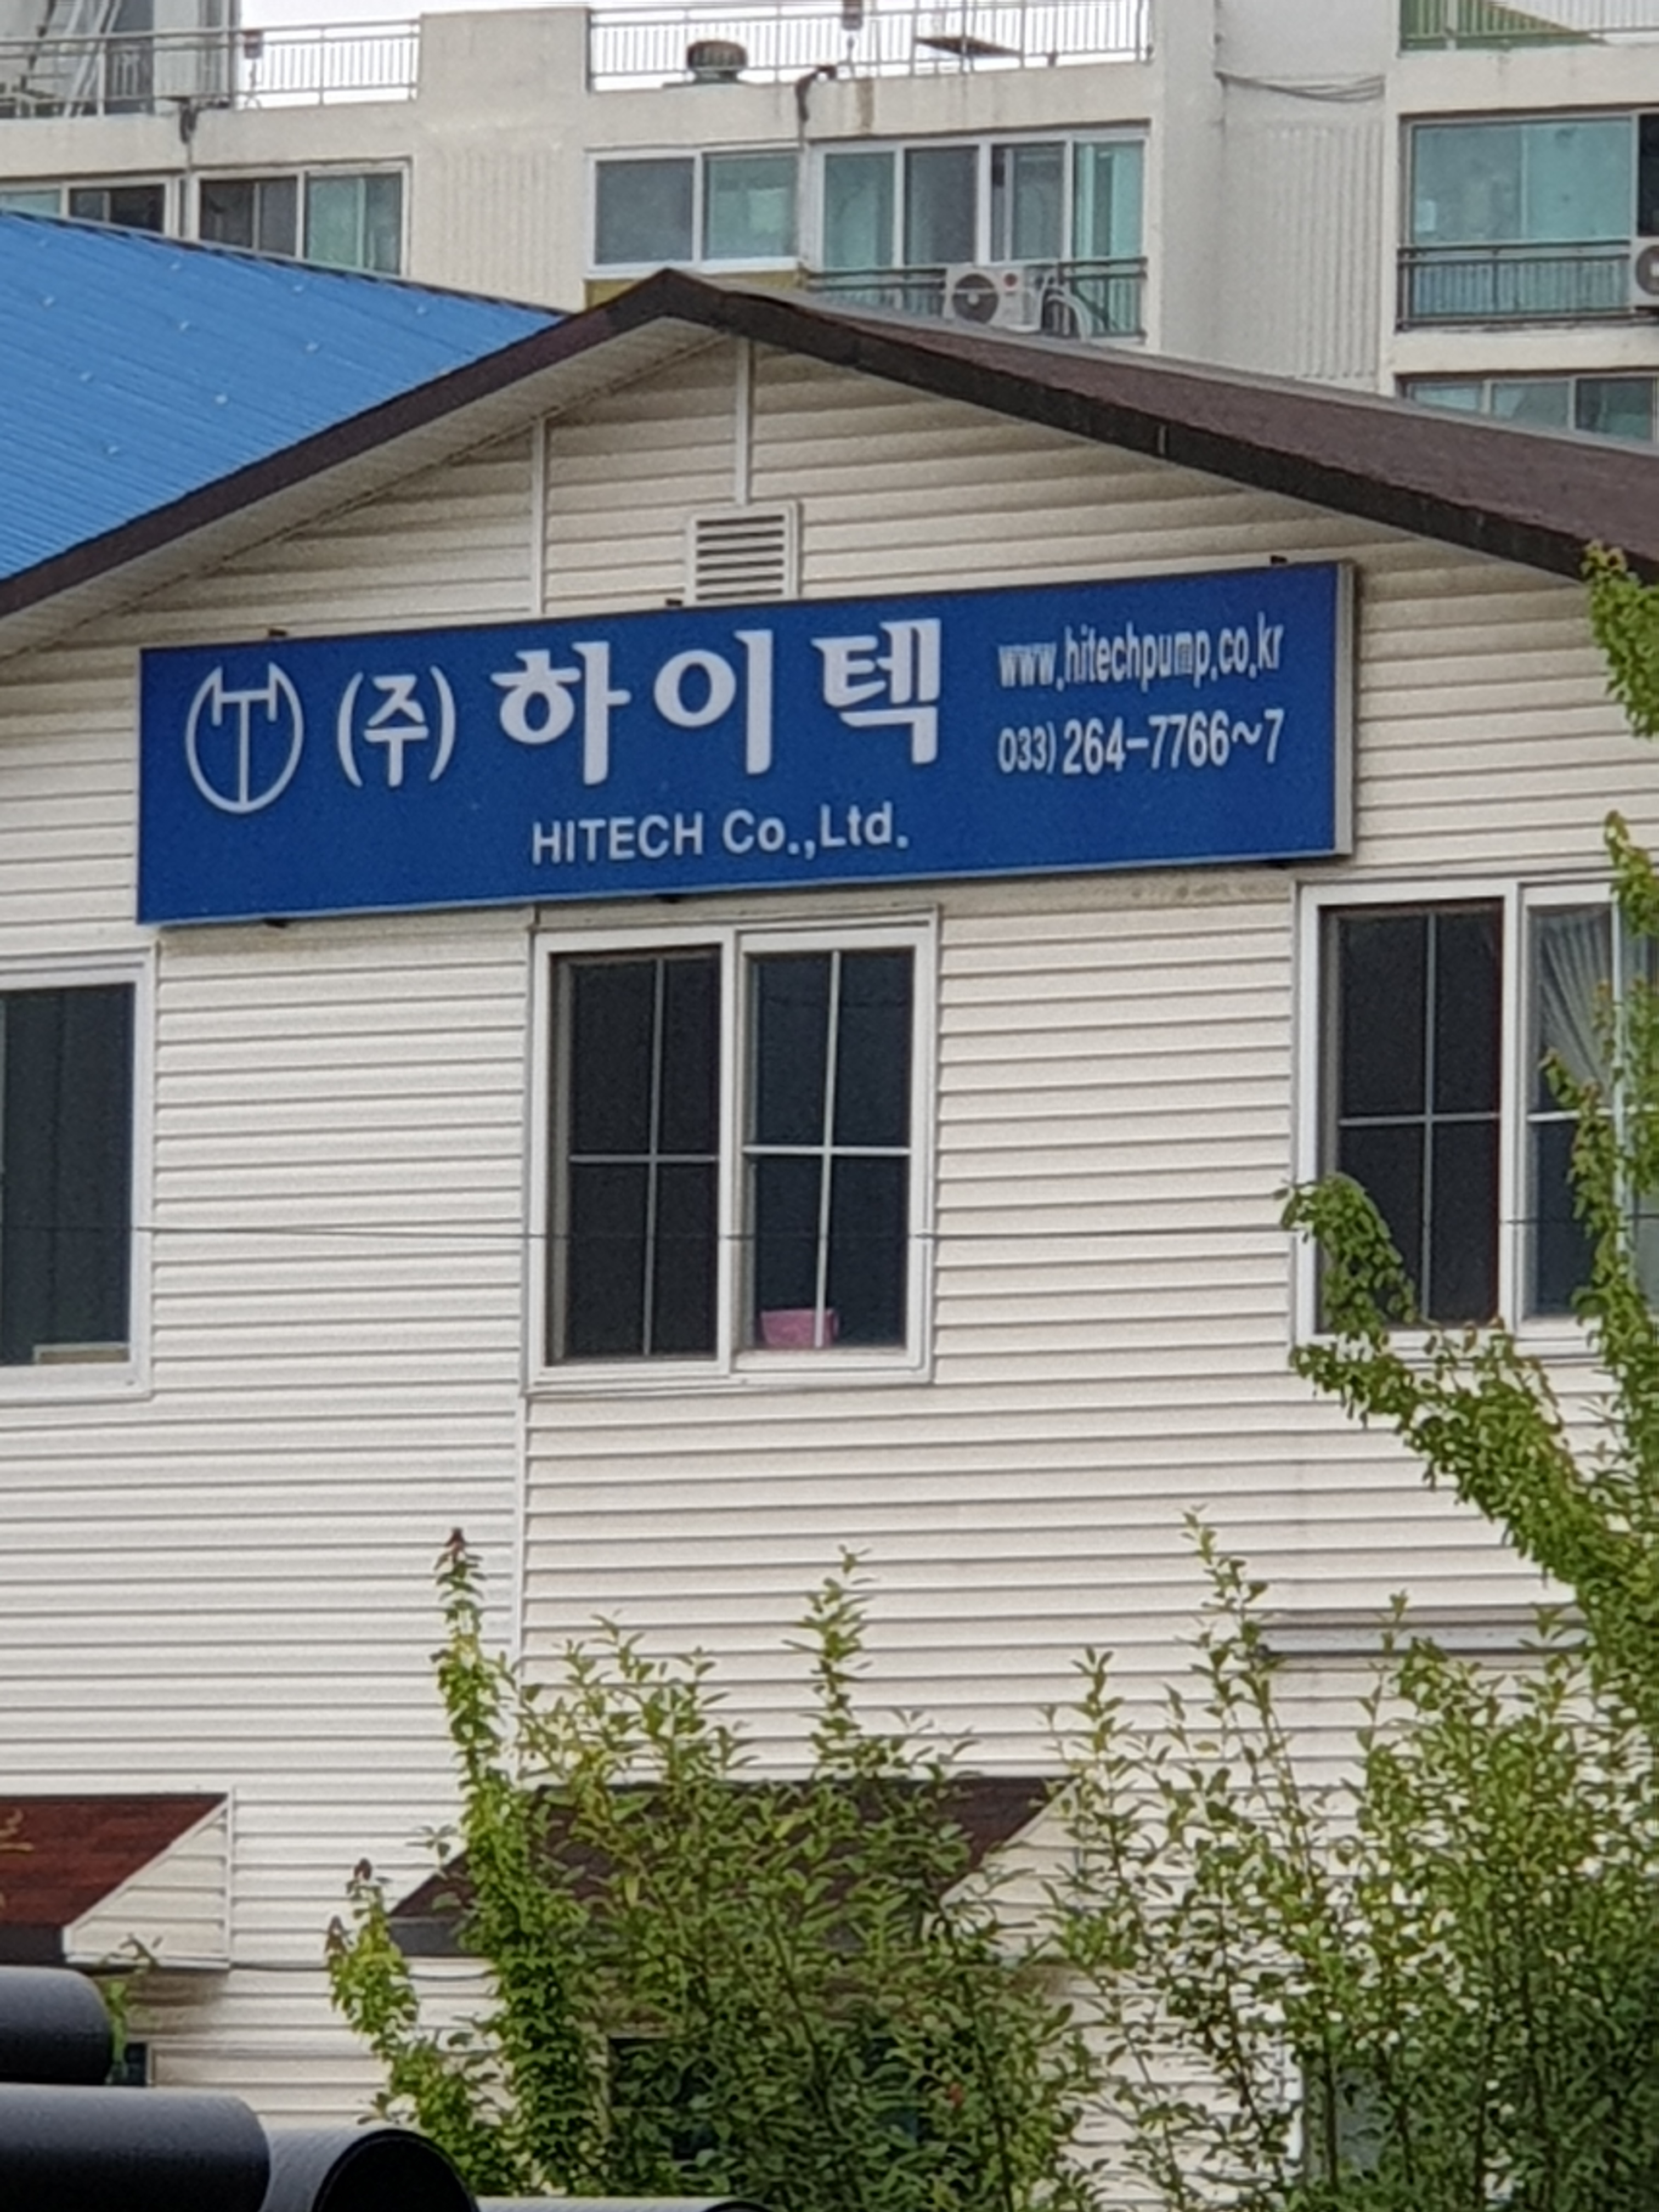 (주) 하이텍
HITECH Co.,Ltd.
www.hitechpump.co.kr
033) 264-7766~7